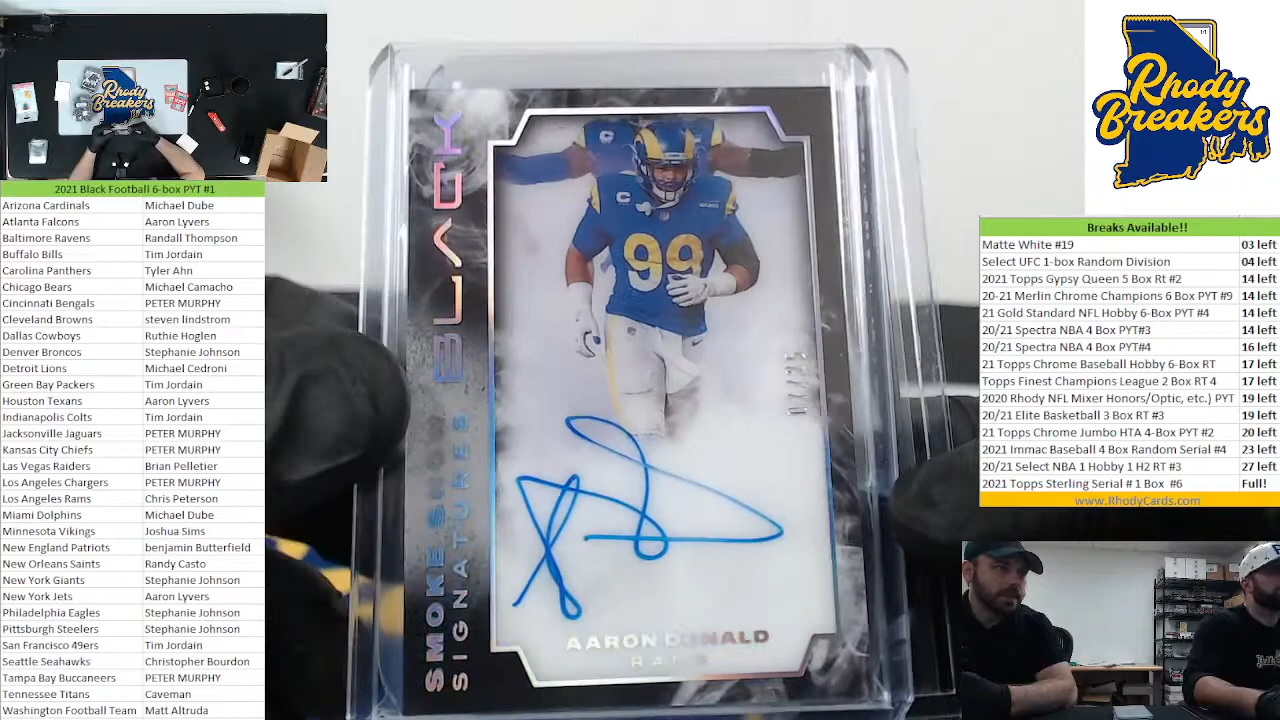 2021 Black Football 6-box PYT #1
Arizona Cardinals Michael Dube
Atlanta Falcons Aaron Lyvers
Baltimore Ravens Randall Thompson
Buffalo Bills Tim Jordain
Carolina Panthers Tyler Ahn
Chicago Bears Michael Camacho
Cincinnati Bengals PETER MURPHY
Cleveland Browns steven lindstrom
Dallas Cowboys Ruthie Hoglen
Denver Broncos Stephanie Johnson
Detroit Lions Michael Cedroni
Green Bay Packers Tim Jordain
Houston Texans Aaron Lyvers
Indianapolis Colts Tim Jordain
Jacksonville Jaguars PETER MURPHY
Kansas City Chiefs PETER MURPHY
Las Vegas Raiders Brian Pelletier
Los Angeles Chargers PETER MURPHY
Los Angeles Rams Chris Peterson
Miami Dolphins Michael Dube
Minnesota Vikings Joshua Sims
New England Patriots benjamin Butterfield
New Orleans Saints Randy Casto
New York Giants Stephanie Johnson
New York Jets Aaron Lyvers
Philadelphia Eagles Stephanie Johnson
Pittsburgh Steelers Stephanie Johnson
San Francisco 49ers Tim Jordain
Seattle Seahawks Christopher Bourdon
Tampa Bay Buccaneers PETER MURPHY
Tennessee Titans Caveman
Washington Football Team Matt Altruda
Rhody
Breakers
BLACK
SMOKE
SIGNATURES
99
AARON DONALD
RAMS
Rhody
Breakers
Breaks Available!!
Matte White #19 03 left
Select UFC 1-box Random Division 04 left
2021 Topps Gypsy Queen 5 Box Rt #2 14 left
20-21 Merlin Chrome Champions 6 Box PYT #9 14 left
21 Gold Standard NFL Hobby 6-Box PYT #4 14 left
20/21 Spectra NBA 4 Box PYT#3 14 left
20/21 Spectra NBA 4 Box PYT#4 16 left
21 Topps Chrome Baseball Hobby 6-Box RT 17 left
Topps Finest Champions League 2 Box RT 4 17 left
2020 Rhody NFL Mixer Honors/Optic, etc.) PYT 19 left
20/21 Elite Basketball 3 Box RT #3 19 left
21 Topps Chrome Jumbo HTA 4-Box PYT #2 20 left
2021 Immac Baseball 4 Box Random Serial #4 23 left
20/21 Select NBA 1 Hobby 1 H2 RT #3 27 left
2021 Topps Sterling Serial # 1 Box #6 Full!
www.RhodyCards.com